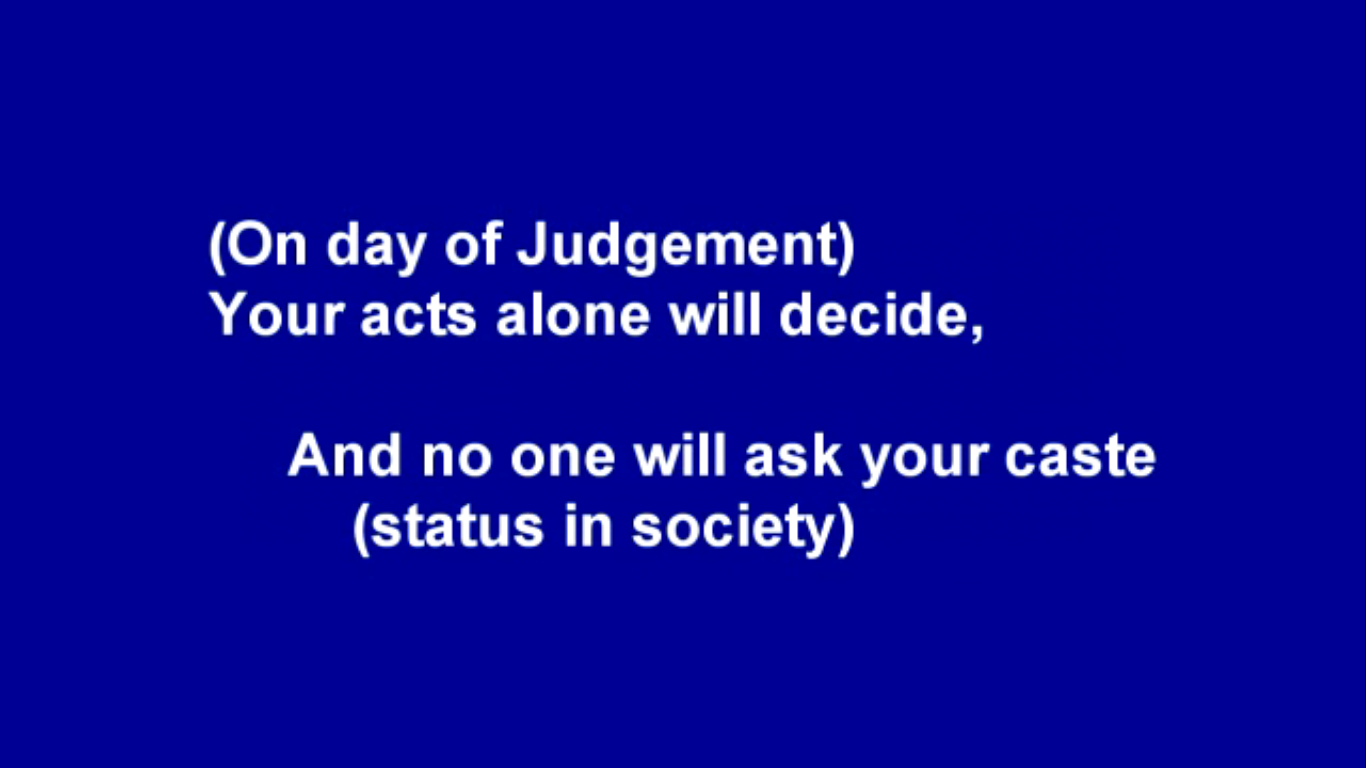 (On day of Judgement)
Your acts alone will decide,
And no one will ask your caste
(status in society)